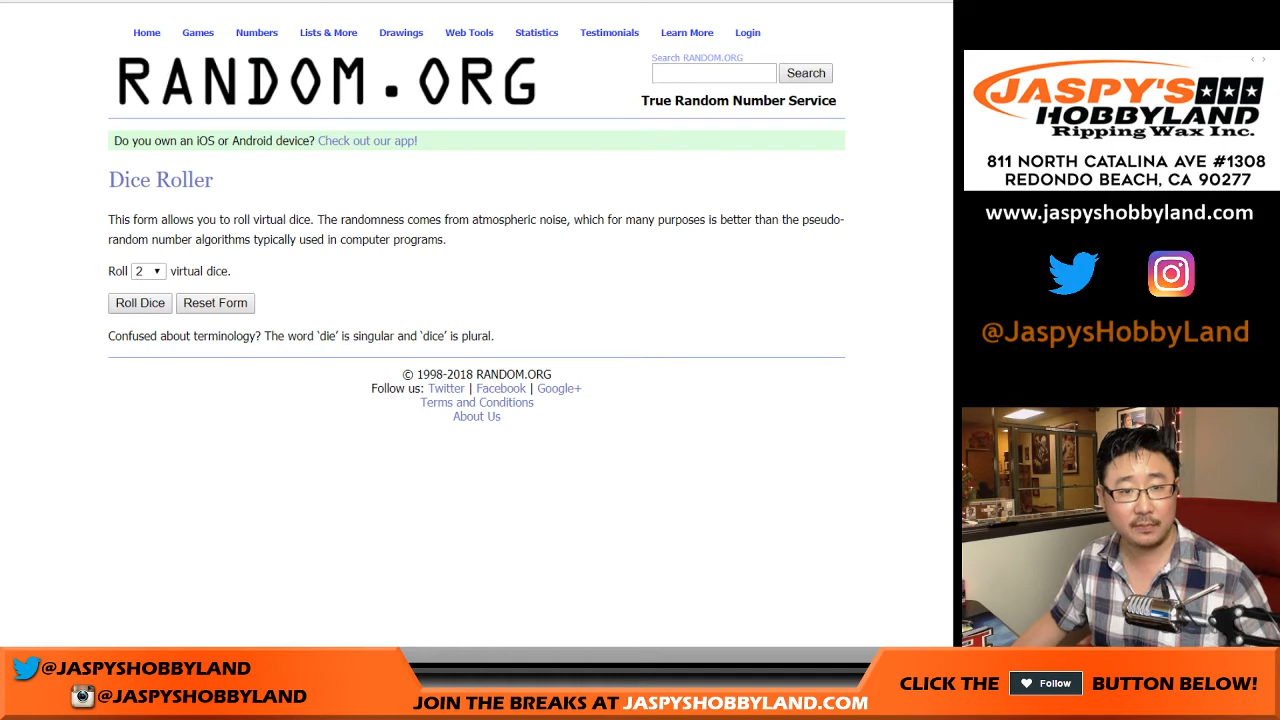 Home Games Numbers Lists & More Drawings Web Tools Statistics Testimonials Learn More Login
RANDOM.ORG
Search RANDOM.ORG
Search
True Random Number Service
Do you own an iOS or Android device? Check out our app!
Dice Roller
This form allows you to roll virtual dice. The randomness comes from atmospheric noise, which for many purposes is better than the pseudo-
random number algorithms typically used in computer programs.
Roll 2 virtual dice.
Roll Dice Reset Form
Confused about terminology? The word ‘die’ is singular and ‘dice’ is plural.
© 1998-2018 RANDOM.ORG
Follow us: Twitter | Facebook | Google+
Terms and Conditions
About Us
JASPY'S
HOBBYLAND
Ripping Wax Inc.
811 NORTH CATALINA AVE #1308
REDONDO BEACH, CA 90277
www.jaspyshobbyland.com
@JaspysHobbyLand
@JASPYSHOBBYLAND
@JASPYSHOBBYLAND
JOIN THE BREAKS AT JASPYSHOBBYLAND.COM
CLICK THE Follow BUTTON BELOW!